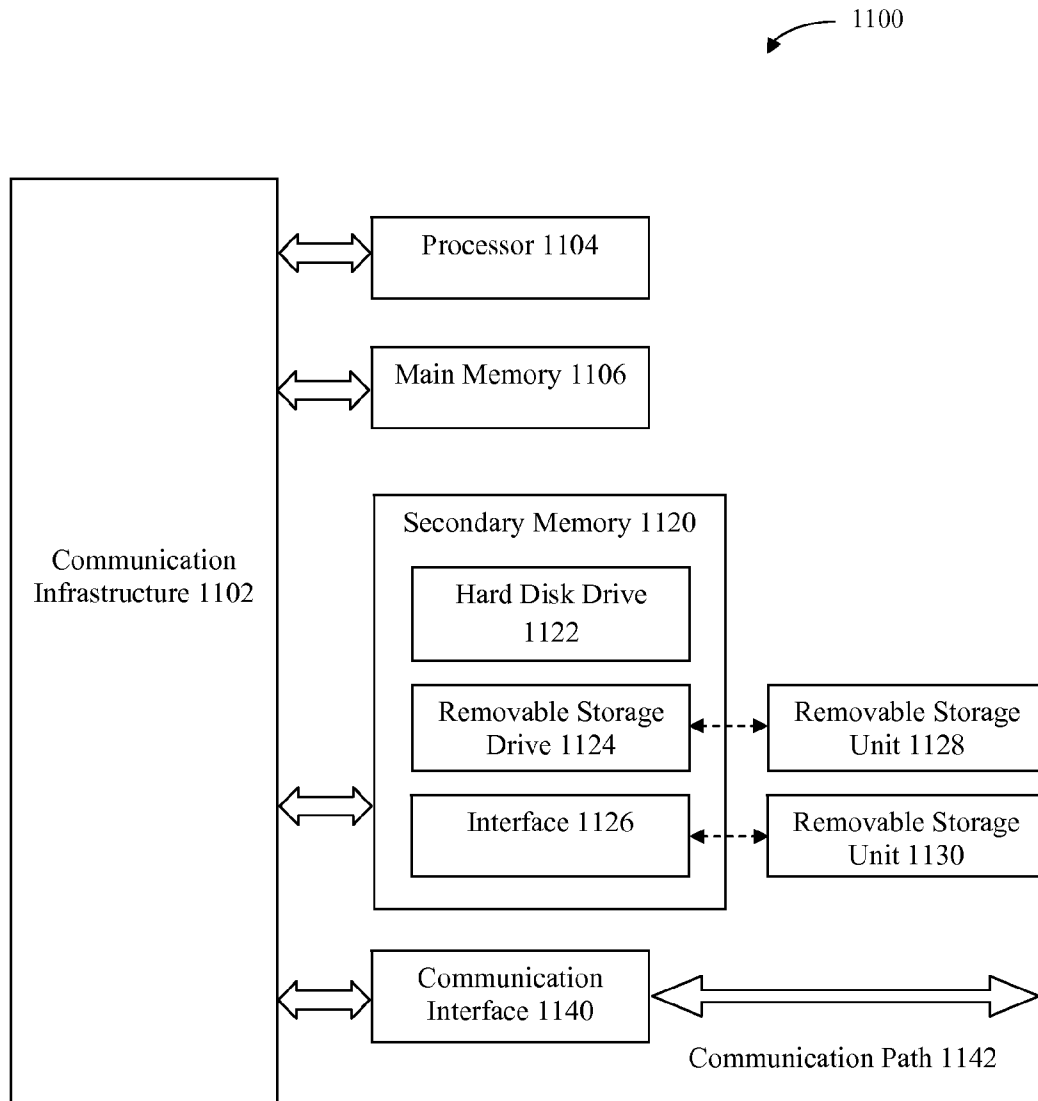 1100
Processor 1104
Main Memory 1106
Communication
Infrastructure 1102
Secondary Memory 1120
Hard Disk Drive
1122
Removable Storage
Drive 1124
Removable Storage
Unit 1128
Interface 1126
Removable Storage
Unit 1130
Communication
Interface 1140
Communication Path 1142